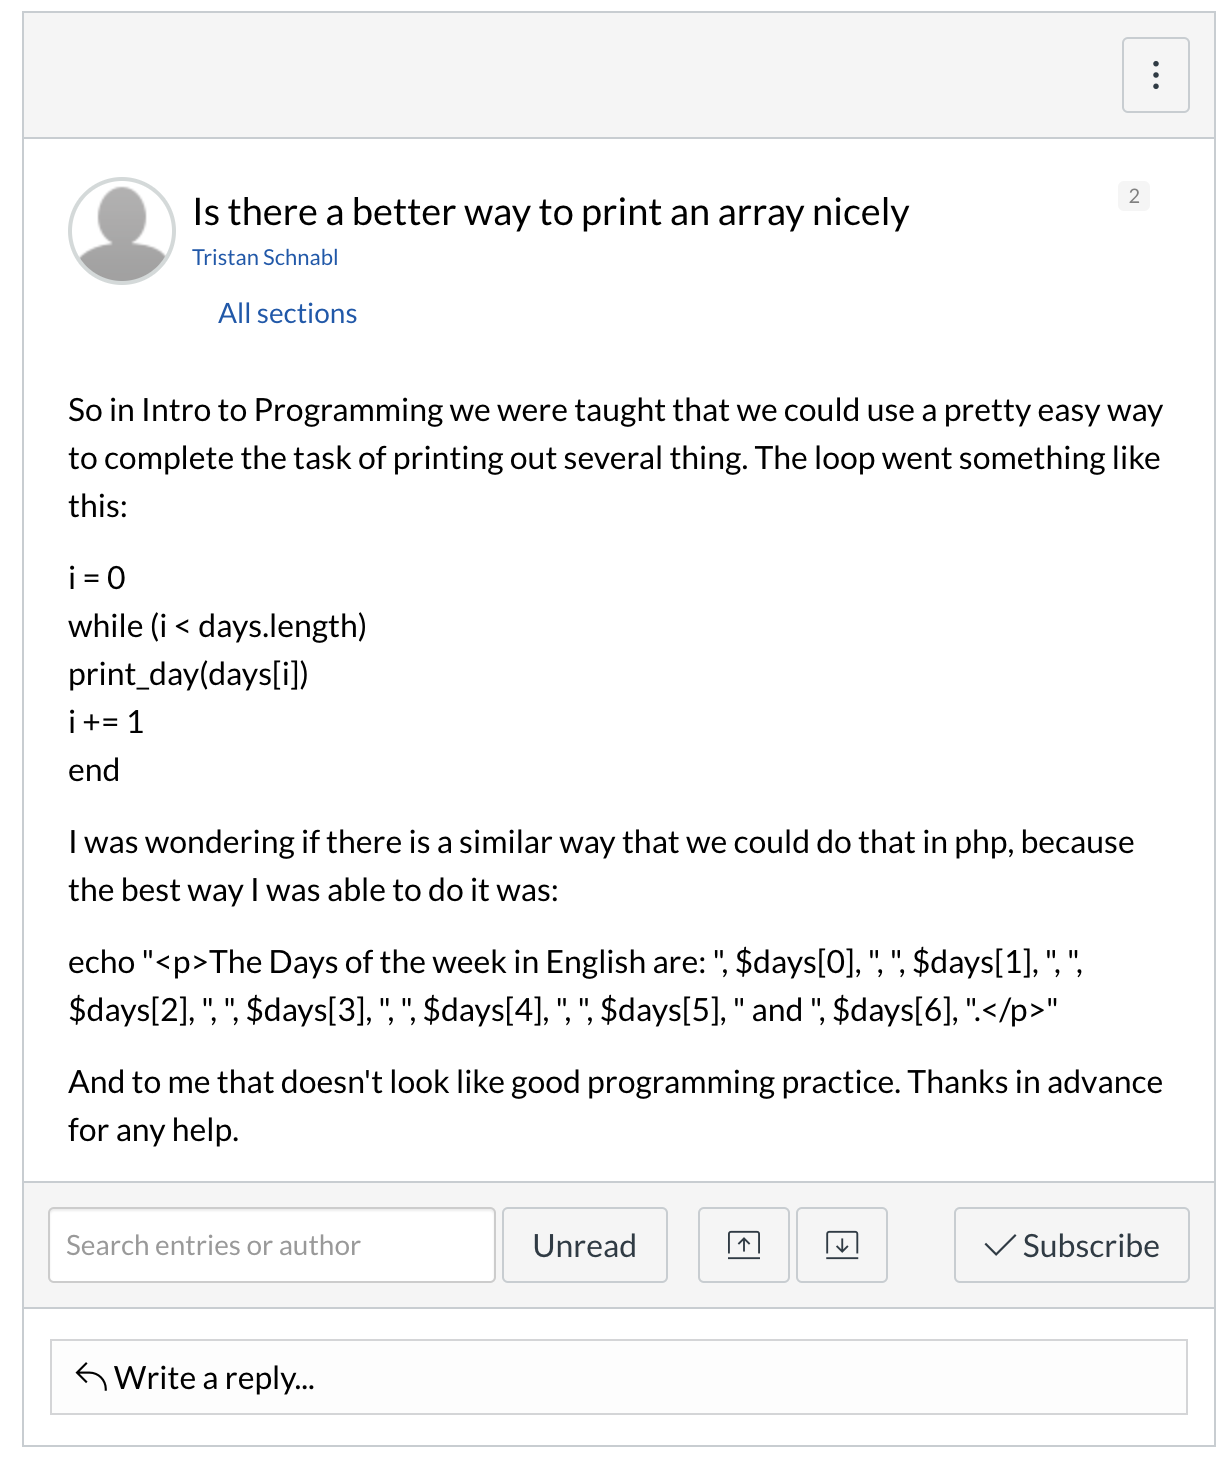 Is there a better way to print an array nicely
2
Tristan Schnabl
All sections
So in Intro to Programming we were taught that we could use a pretty easy way
to complete the task of printing out several thing. The loop went something like
this:
i = 0
while (i < days.length)
print_day(days[i])
i += 1
end
I was wondering if there is a similar way that we could do that in php, because
the best way I was able to do it was:
echo "<p>The Days of the week in English are: ", $days[0], ", ", $days[1], ", ",
$days[2], ", ", $days[3], ", ", $days[4], ", ", $days[5], " and ", $days[6], ".</p>"
And to me that doesn't look like good programming practice. Thanks in advance
for any help.
Search entries or author
Unread
Subscribe
Write a reply...